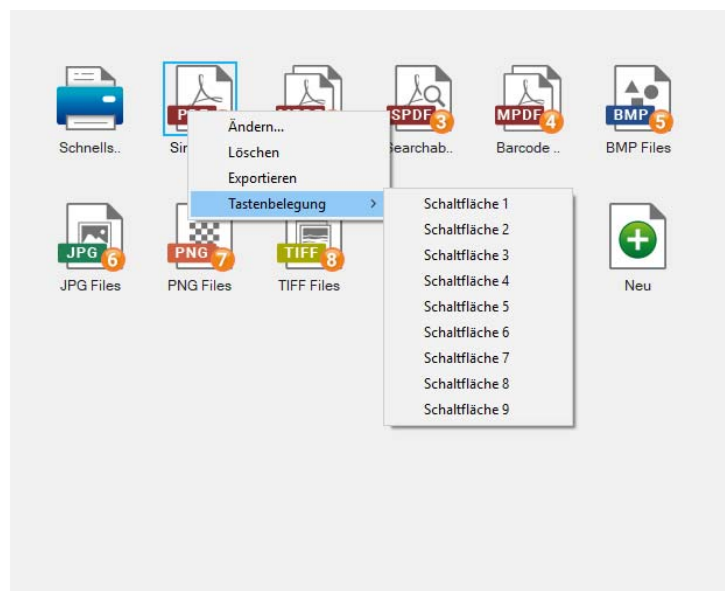 SPDF 3
MPDF 4
BMP 5
Schnells..
Searchab..
Barcode ..
BMP Files
Ändern...
Löschen
Exportieren
Tastenbelegung >
Schaltfläche 1
Schaltfläche 2
Schaltfläche 3
Schaltfläche 4
Schaltfläche 5
Schaltfläche 6
Schaltfläche 7
Schaltfläche 8
Schaltfläche 9
JPG 6
PNG 7
TIFF 8
JPG Files
PNG Files
TIFF Files
Neu